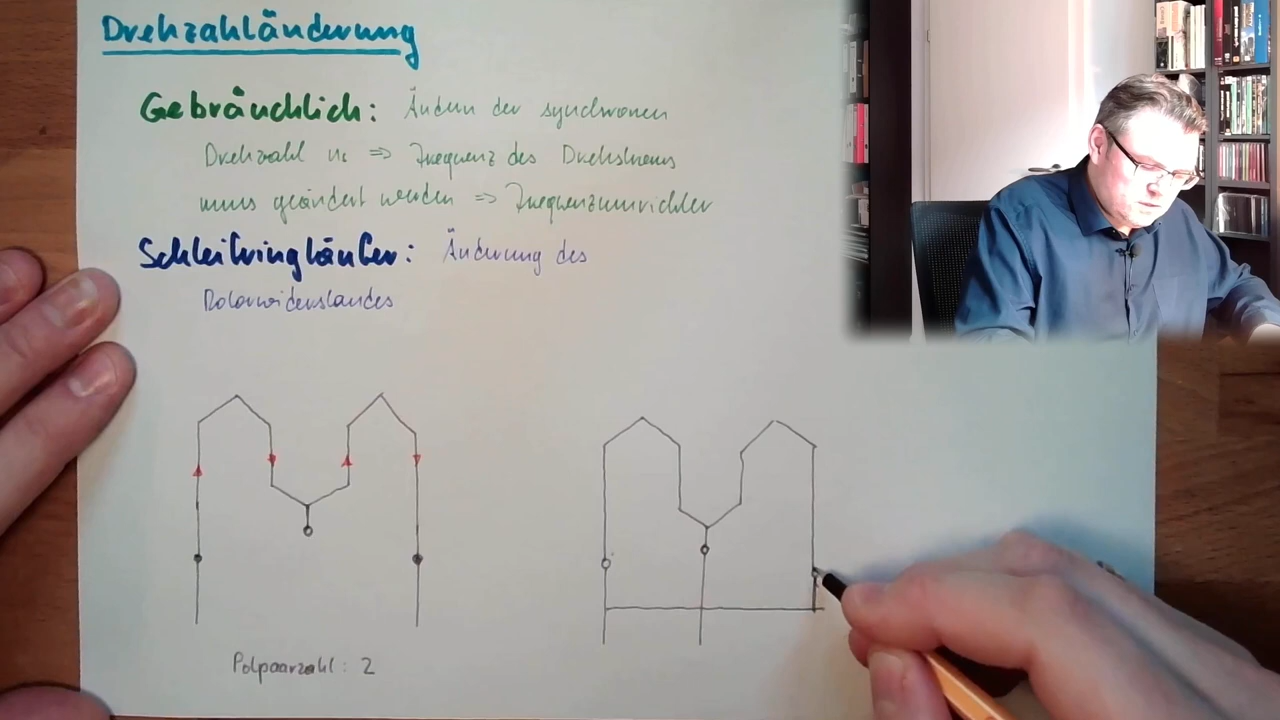 Drehzahländerung
Gebräuchlich: Ändern der synchronen
Drehzahl n₁ => Frequenz des Drehstroms
muss geändert werden => Frequenzumrichter
Schleifringläufer: Änderung des
Rotorwiderstandes
Polpaarzahl: 2